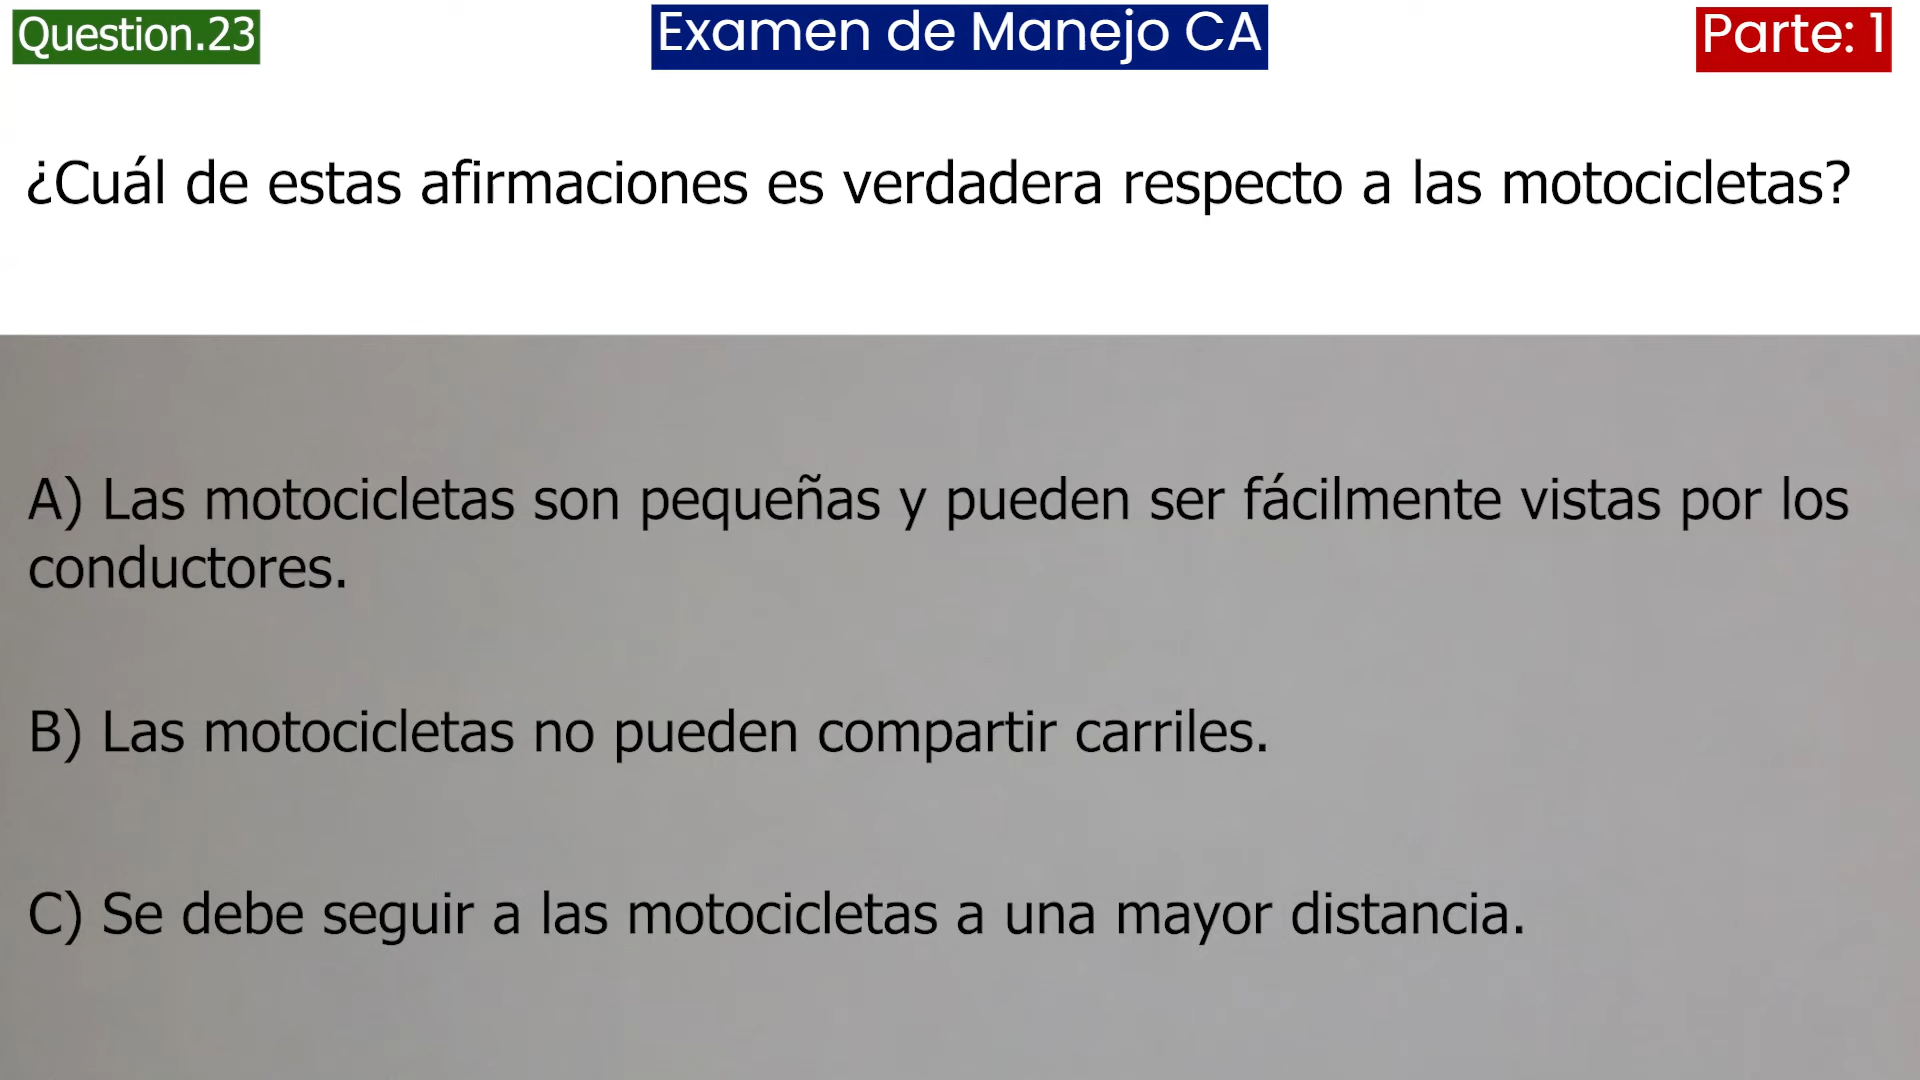 Question.23
Examen de Manejo CA
Parte: 1
¿Cuál de estas afirmaciones es verdadera respecto a las motocicletas?
A) Las motocicletas son pequeñas y pueden ser fácilmente vistas por los
conductores.
B) Las motocicletas no pueden compartir carriles.
C) Se debe seguir a las motocicletas a una mayor distancia.